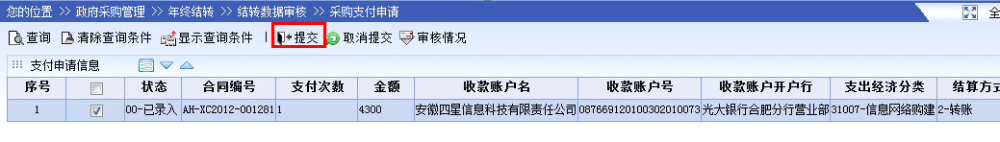 您的位置 >> 政府采购管理 >> 年终结转 >> 结转数据审核 >> 采购支付申请 全
查询 清除查询条件 显示查询条件 提交 取消提交 审核情况
支付申请信息
序号 状态 合同编号 支付次数 金额 收款账户名 收款账户号 收款账户开户行 支出经济分类 结算方式
1 00-已录入 AH-XC2012-001281 1 4300 安徽四星信息科技有限责任公司 087669120100302010073 光大银行合肥分行营业部 31007-信息网络购建 2-转账